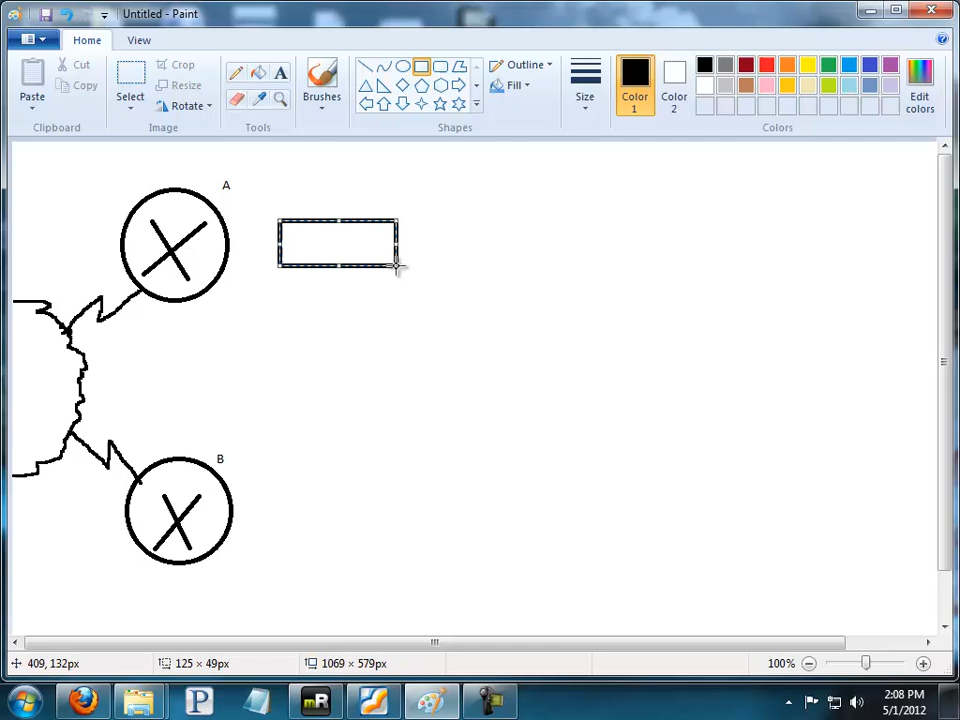 Untitled - Paint
Home View
Paste
Cut
Copy
Clipboard
Select
Crop
Resize
Rotate
Image
Tools
Brushes
Outline
Fill
Shapes
Size
Color 1
Color 2
Edit colors
Colors
A
B
409, 132px
125 × 49px
1069 × 579px
100%
P
mR
2:08 PM
5/1/2012